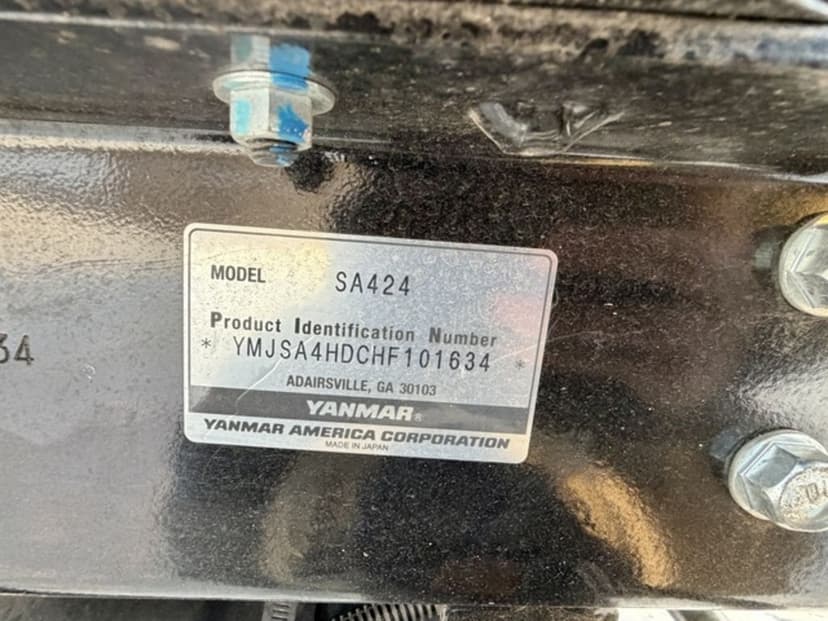 MODEL SA424
Product Identification Number
* YMJSA4HDCHF101634 *
ADAIRSVILLE, GA 30103
YANMAR®
YANMAR AMERICA CORPORATION
MADE IN JAPAN
34